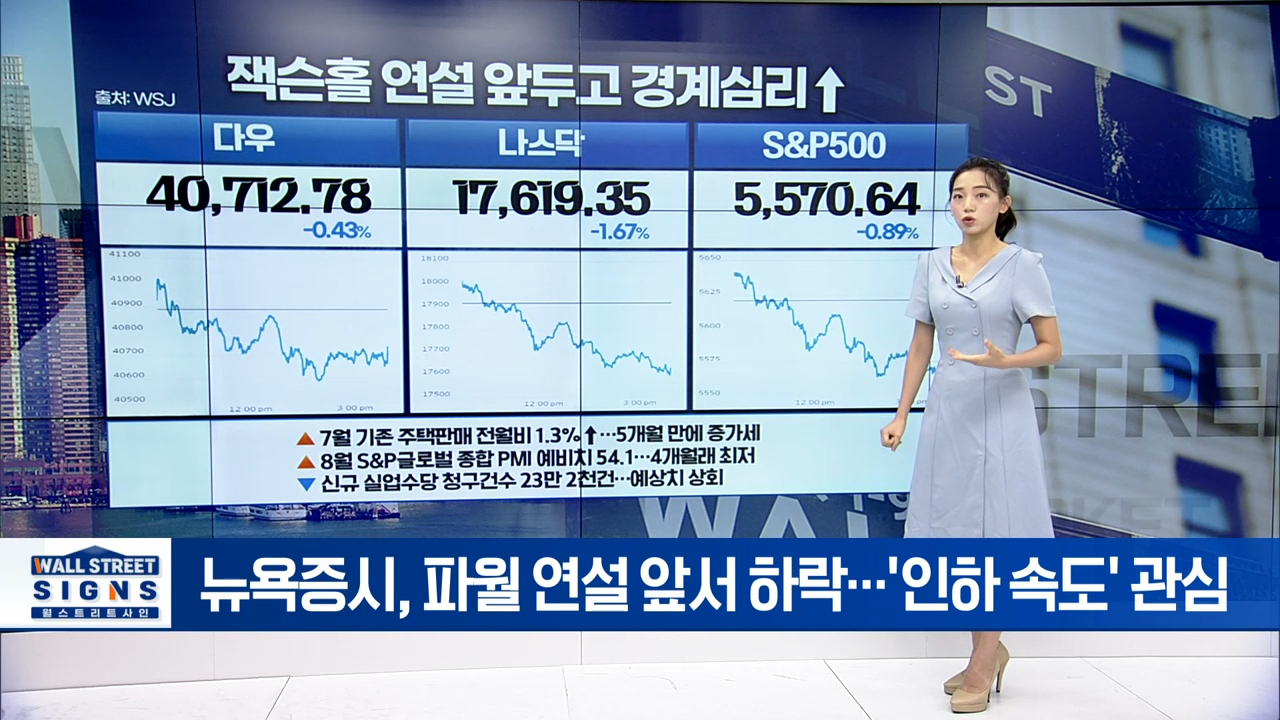 잭슨홀 연설 앞두고 경계심리↑
출처: WSJ
ST
다우
40,712.78
-0.43%
41100
41000
40900
40800
40700
40600
40500
12:00 pm
3:00 pm
나스닥
17,619.35
-1.67%
18100
18000
17900
17800
17700
17600
17500
12:00 pm
3:00 pm
S&P500
5,570.64
-0.89%
5650
5625
5600
5575
5550
12:00 pm
▲ 7월 기존 주택판매 전월비 1.3%↑…5개월 만에 증가세
▲ 8월 S&P글로벌 종합 PMI 예비치 54.1…4개월래 최저
▼ 신규 실업수당 청구건수 23만 2천건…예상치 상회
WALL STREET
SIGNS
월스트리트사인
뉴욕증시, 파월 연설 앞서 하락…'인하 속도' 관심